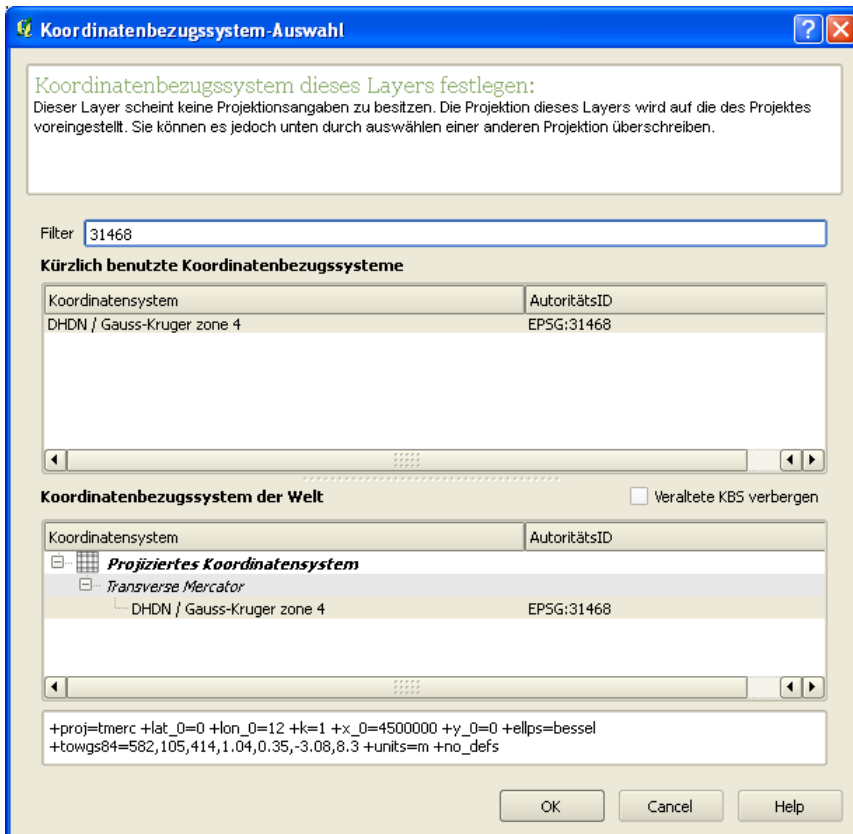 Koordinatenbezugssystem-Auswahl
Koordinatenbezugssystem dieses Layers festlegen:
Dieser Layer scheint keine Projektionsangaben zu besitzen. Die Projektion dieses Layers wird auf die des Projektes
voreingestellt. Sie können es jedoch unten durch auswählen einer anderen Projektion überschreiben.
Filter 31468
Kürzlich benutzte Koordinatenbezugssysteme
Koordinatensystem AutoritätsID
DHDN / Gauss-Kruger zone 4 EPSG:31468
Koordinatenbezugssystem der Welt Veraltete KBS verbergen
Koordinatensystem AutoritätsID
Projiziertes Koordinatensystem
Transverse Mercator
DHDN / Gauss-Kruger zone 4 EPSG:31468
+proj=tmerc +lat_0=0 +lon_0=12 +k=1 +x_0=4500000 +y_0=0 +ellps=bessel
+towgs84=582,105,414,1.04,0.35,-3.08,8.3 +units=m +no_defs
OK Cancel Help